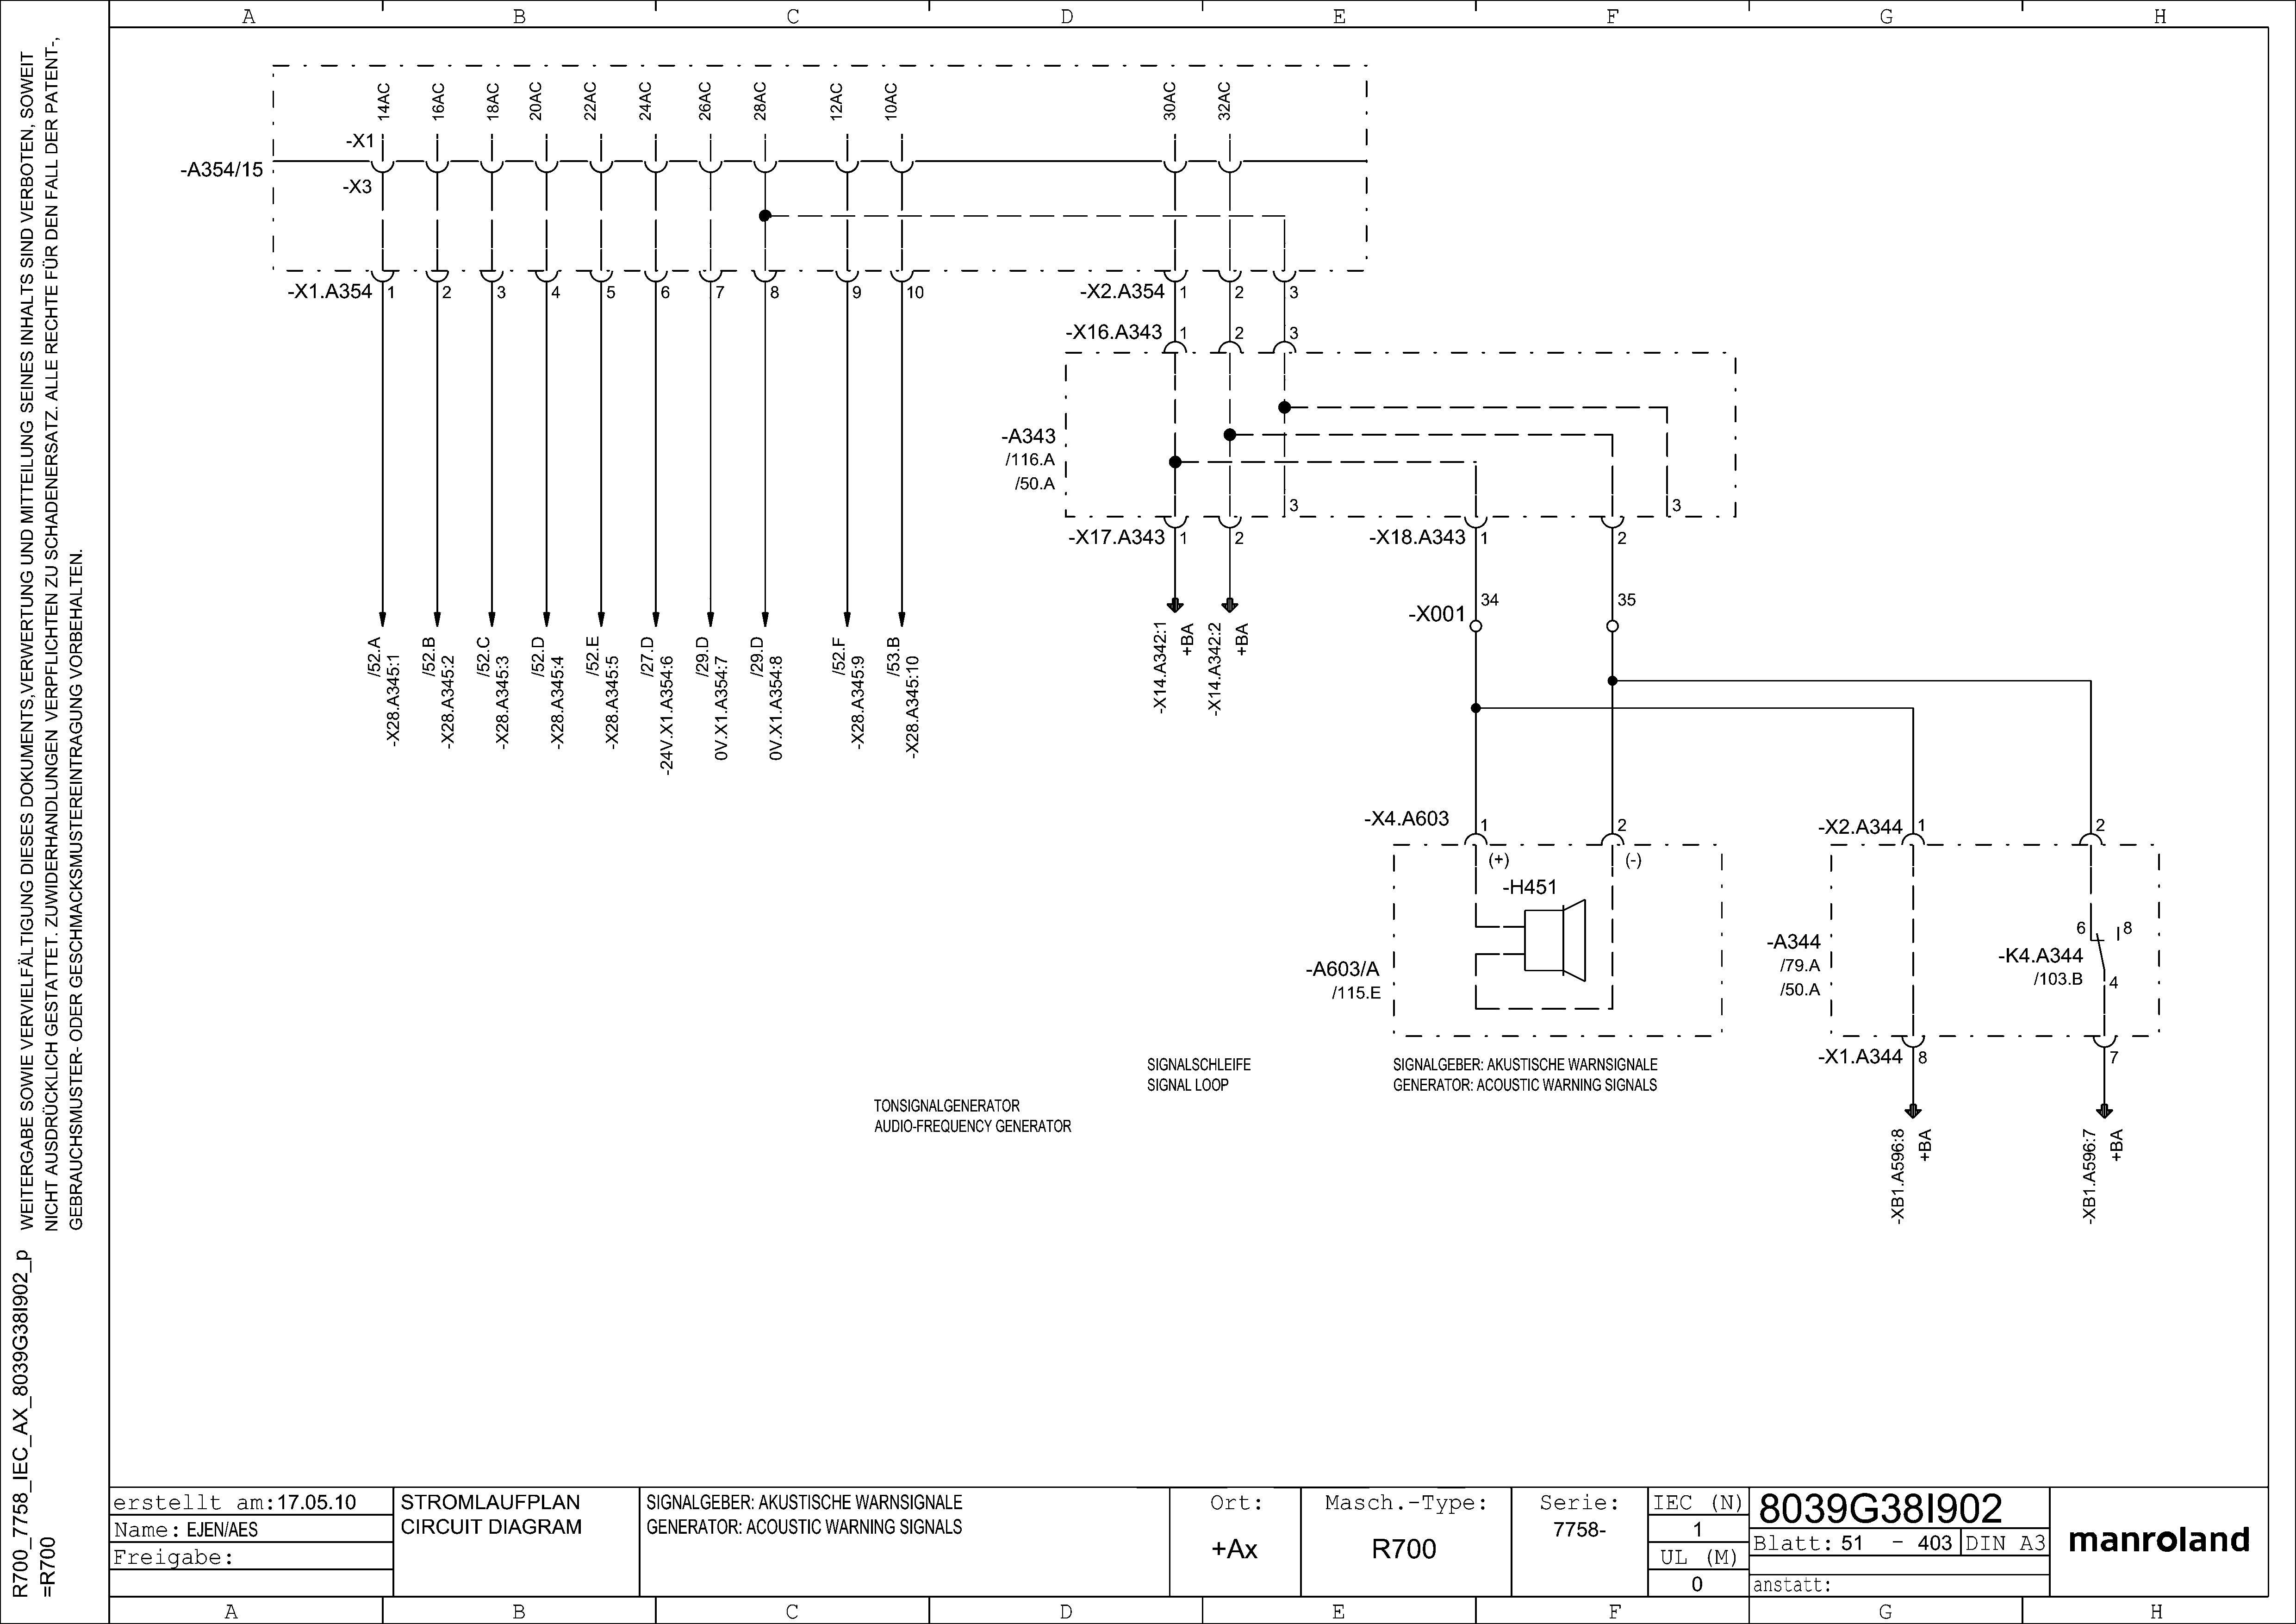 A B C D E F G H
WEITERGABE SOWIE VERVIELFÄLTIGUNG DIESES DOKUMENTS,VERWERTUNG UND MITTEILUNG SEINES INHALTS SIND VERBOTEN, SOWEIT
NICHT AUSDRÜCKLICH GESTATTET. ZUWIDERHANDLUNGEN VERPFLICHTEN ZU SCHADENERSATZ. ALLE RECHTE FÜR DEN FALL DER PATENT-,
GEBRAUCHSMUSTER- ODER GESCHMACKSMUSTEREINTRAGUNG VORBEHALTEN.
R700_7758_IEC_AX_8039G38I902_p
=R700
14AC 16AC 18AC 20AC 22AC 24AC 26AC 28AC 12AC 10AC 30AC 32AC
-X1
-A354/15
-X3
-X1.A354 1 2 3 4 5 6 7 8 9 10
-X2.A354 1 2 3
-X16.A343 1 2 3
-A343
/116.A
/50.A
3 3
-X17.A343 1 2
-X18.A343 1 2
34 35
-X001
/52.A
-X28.A345:1
/52.B
-X28.A345:2
/52.C
-X28.A345:3
/52.D
-X28.A345:4
/52.E
-X28.A345:5
/27.D
-24V.X1.A354:6
/29.D
0V.X1.A354:7
/29.D
0V.X1.A354:8
/52.F
-X28.A345:9
/53.B
-X28.A345:10
-X14.A342:1
+BA
-X14.A342:2
+BA
-X4.A603 1 2
(+) (-)
-H451
-A603/A
/115.E
-X2.A344 1 2
-A344
/79.A
/50.A
6 8
-K4.A344
/103.B
4
-X1.A344 8 7
-XB1.A596:8
+BA
-XB1.A596:7
+BA
SIGNALSCHLEIFE
SIGNAL LOOP
SIGNALGEBER: AKUSTISCHE WARNSIGNALE
GENERATOR: ACOUSTIC WARNING SIGNALS
TONSIGNALGENERATOR
AUDIO-FREQUENCY GENERATOR
erstellt am:17.05.10
Name: EJEN/AES
Freigabe:
STROMLAUFPLAN
CIRCUIT DIAGRAM
SIGNALGEBER: AKUSTISCHE WARNSIGNALE
GENERATOR: ACOUSTIC WARNING SIGNALS
Ort:
+Ax
Masch.-Type:
R700
Serie:
7758-
IEC (N)
1
UL (M)
0
8039G38I902
Blatt: 51 - 403 DIN A3
anstatt:
manroland
A B C D E F G H